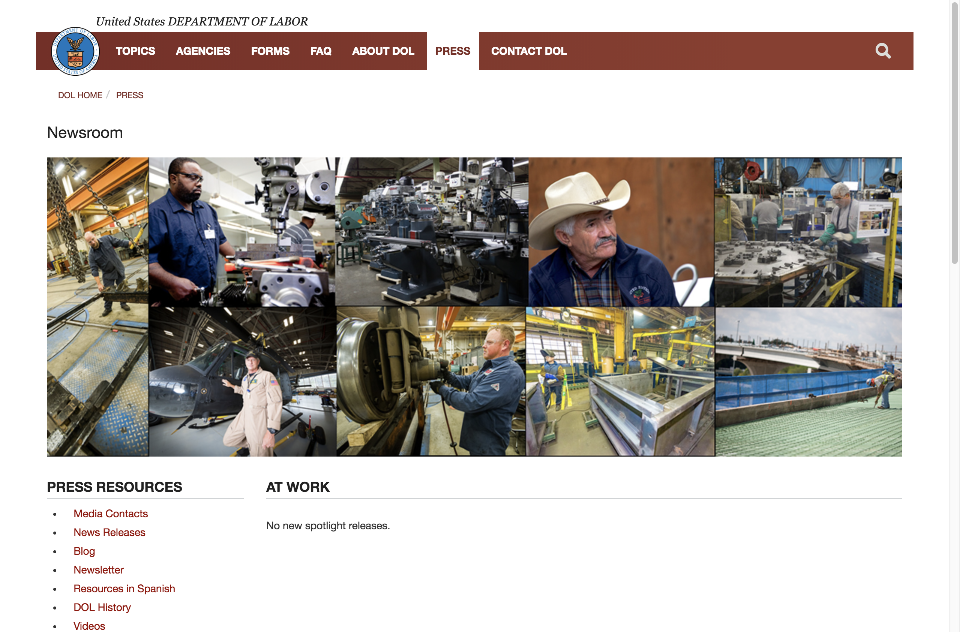 United States DEPARTMENT OF LABOR
TOPICS AGENCIES FORMS FAQ ABOUT DOL PRESS CONTACT DOL
DOL HOME / PRESS
Newsroom
PRESS RESOURCES
Media Contacts
News Releases
Blog
Newsletter
Resources in Spanish
DOL History
Videos
AT WORK
No new spotlight releases.